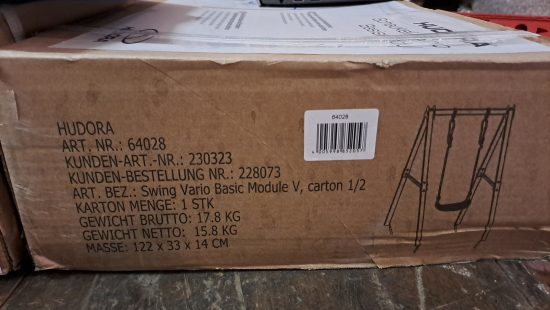 64028
HUDORA
ART. NR.: 64028
KUNDEN-ART.-NR.: 230323
KUNDEN-BESTELLUNG NR.: 228073
ART. BEZ.: Swing Vario Basic Module V, carton 1/2
KARTON MENGE: 1 STK
GEWICHT BRUTTO: 17.8 KG
GEWICHT NETTO: 15.8 KG
MASSE: 122 x 33 x 14 CM